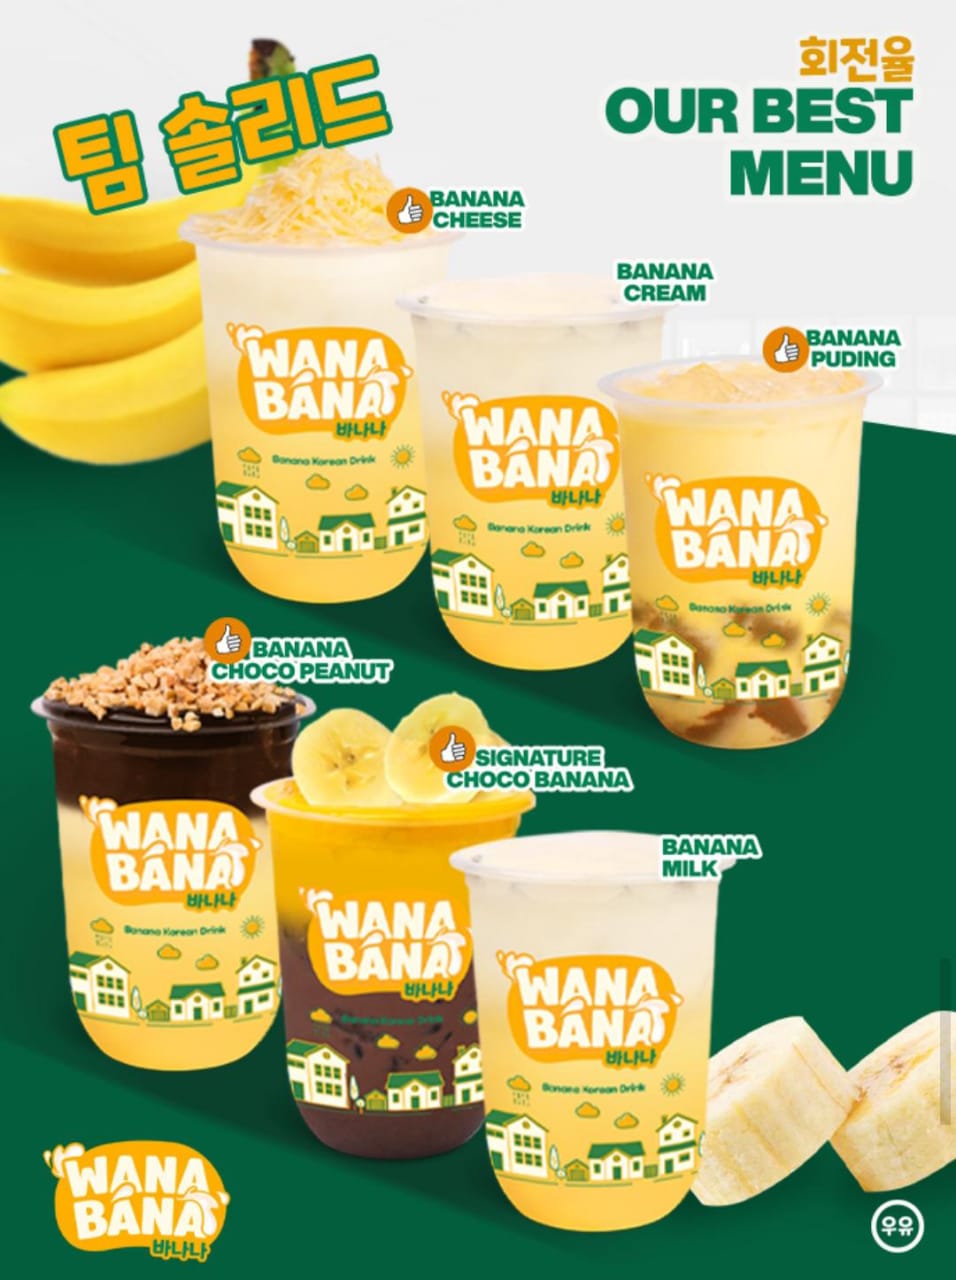 팀 솔리드
회전율
OUR BEST
MENU
BANANA
CHEESE
BANANA
CREAM
BANANA
PUDING
WANA
BANA
바나나
Banana Korean Drink
WANA
BANA
바나나
Banana Korean Drink
WANA
BANA
바나나
Banana Korean Drink
BANANA
CHOCO PEANUT
SIGNATURE
CHOCO BANANA
BANANA
MILK
WANA
BANA
바나나
Banana Korean Drink
WANA
BANA
바나나
Banana Korean Drink
WANA
BANA
바나나
Banana Korean Drink
WANA
BANA
바나나
우유